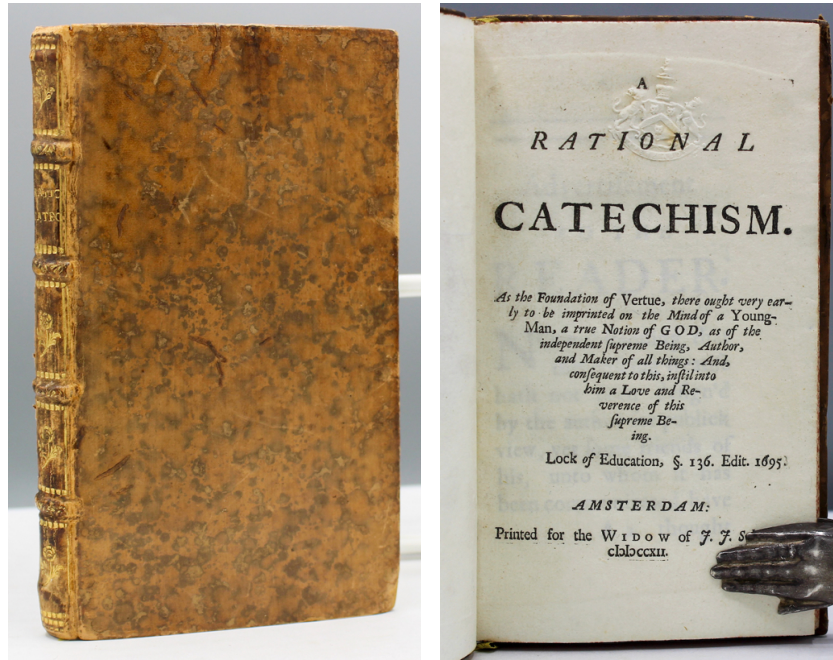 A
RATIONAL
CATECHISM.
As the Foundation of Vertue, there ought very ear-
ly to be imprinted on the Mind of a Young-
Man, a true Notion of GOD, as of the
independent ſupreme Being, Author,
and Maker of all things: And,
conſequent to this, inſtil into
him a Love and Re-
verence of this
ſupreme Be-
ing.
Lock of Education, §. 136. Edit. 1695.
AMSTERDAM:
Printed for the WIDOW of J. J.
cIↄIↄccxii.